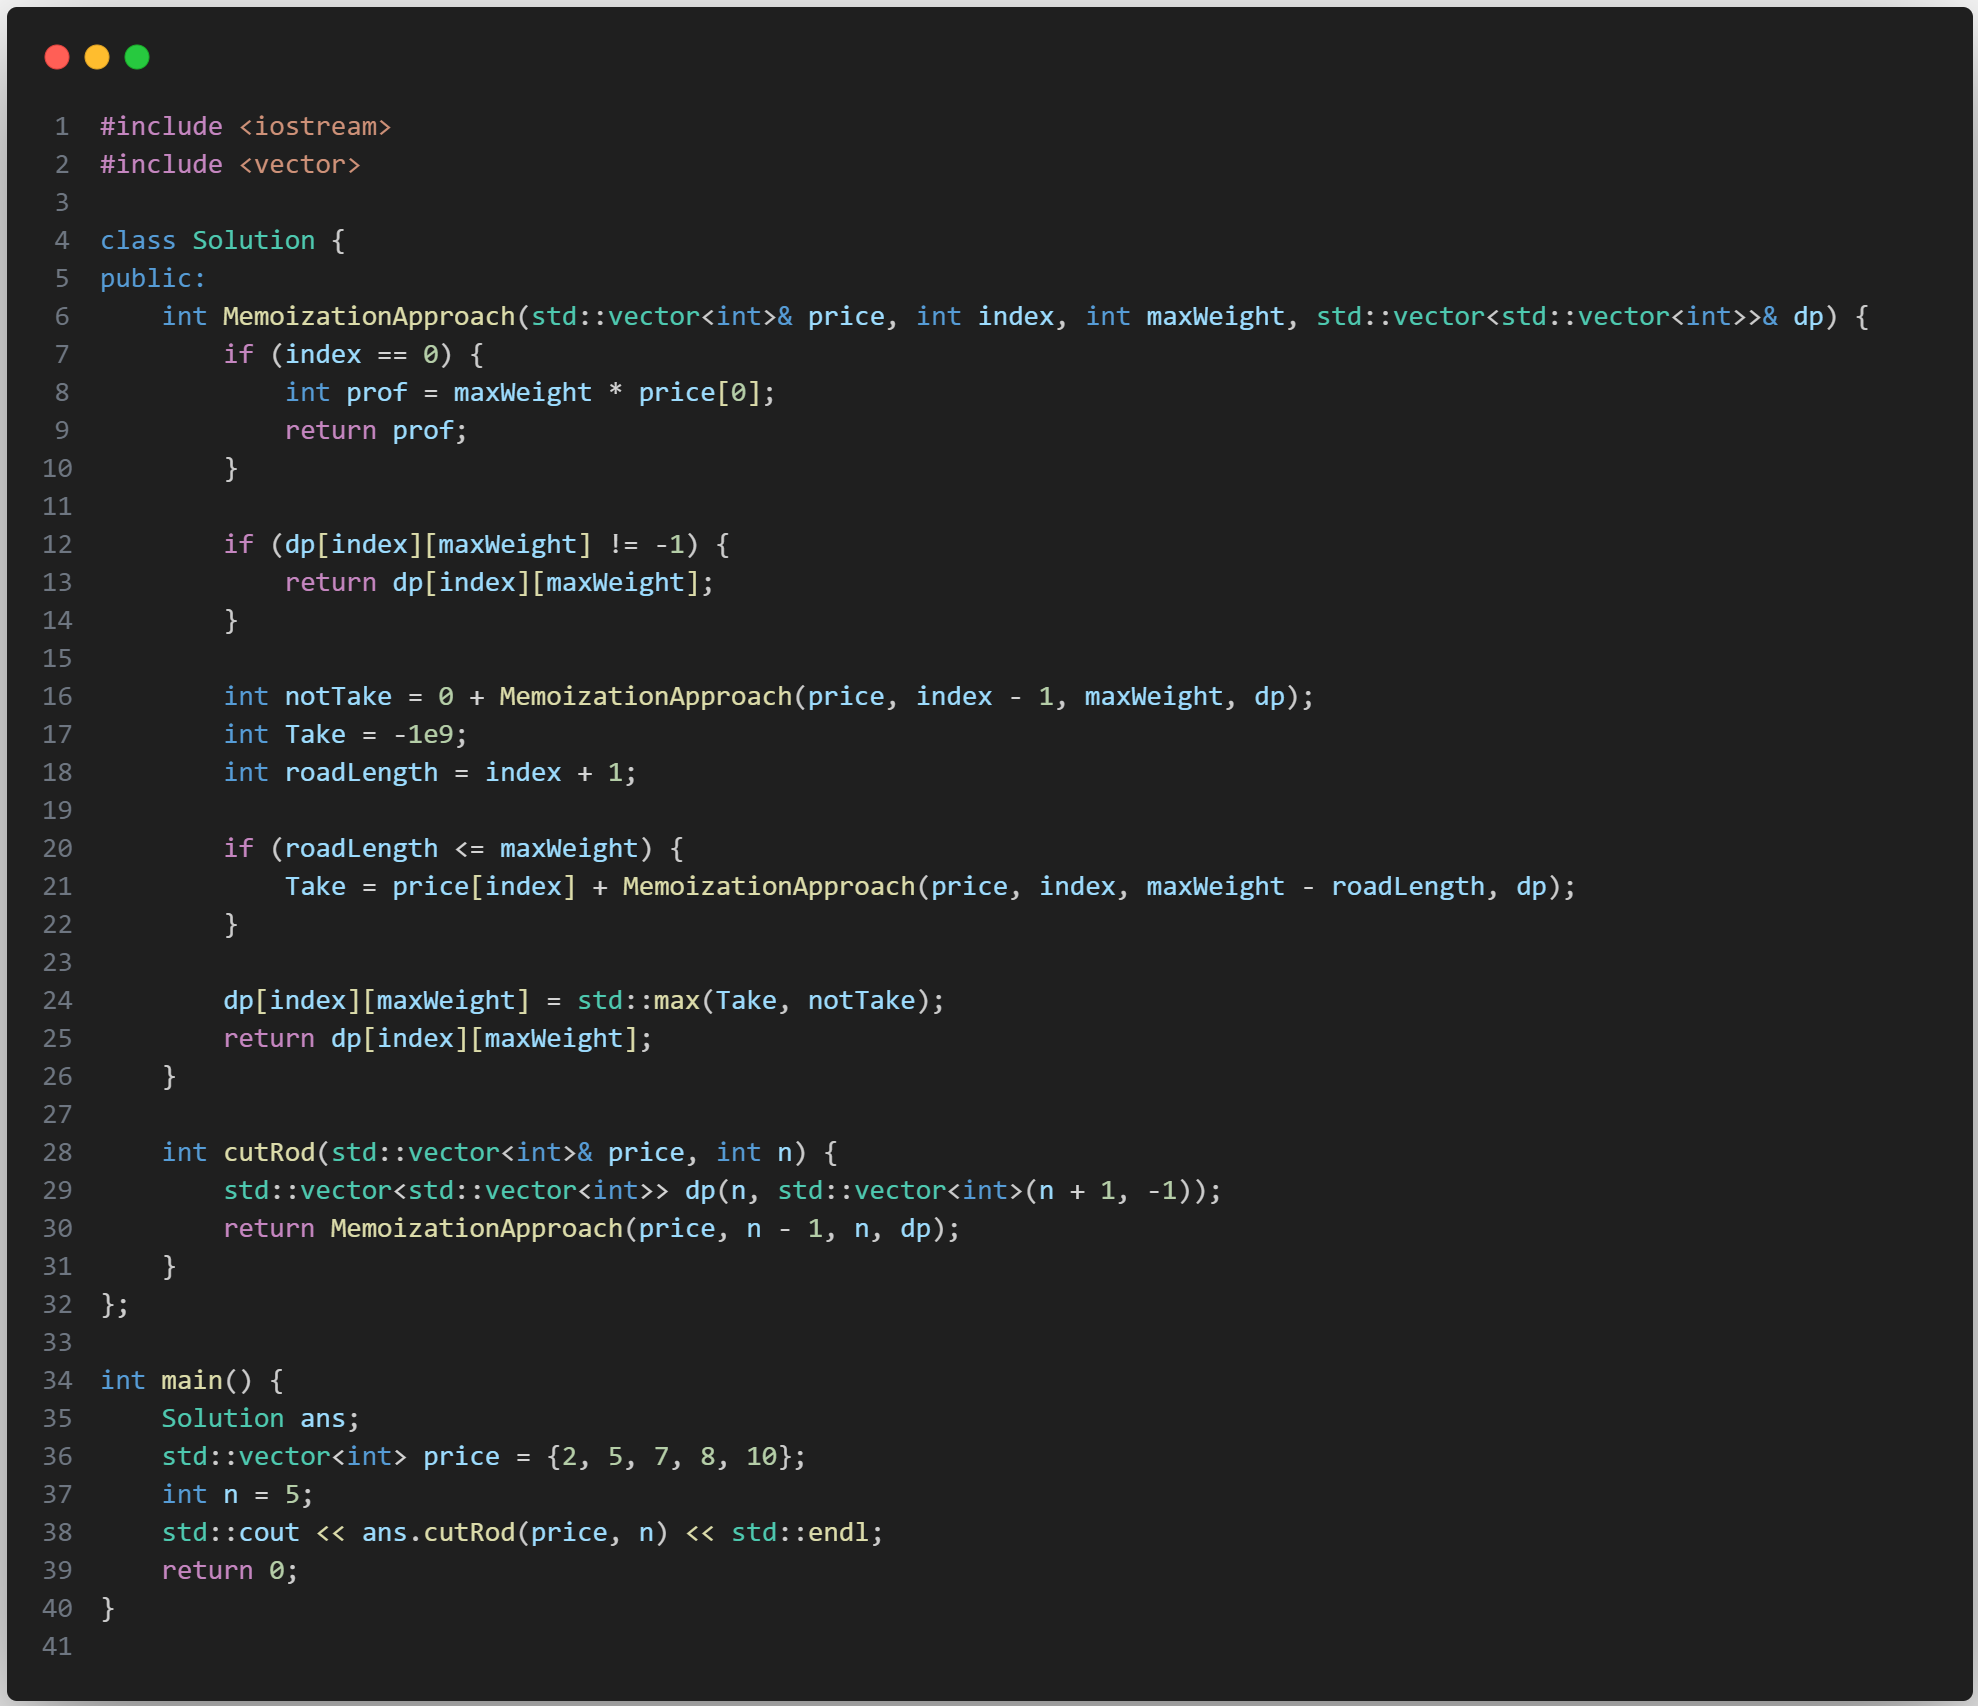 1 #include <iostream>
2 #include <vector>
3
4 class Solution {
5 public:
6     int MemoizationApproach(std::vector<int>& price, int index, int maxWeight, std::vector<std::vector<int>>& dp) {
7         if (index == 0) {
8             int prof = maxWeight * price[0];
9             return prof;
10         }
11
12         if (dp[index][maxWeight] != -1) {
13             return dp[index][maxWeight];
14         }
15
16         int notTake = 0 + MemoizationApproach(price, index - 1, maxWeight, dp);
17         int Take = -1e9;
18         int roadLength = index + 1;
19
20         if (roadLength <= maxWeight) {
21             Take = price[index] + MemoizationApproach(price, index, maxWeight - roadLength, dp);
22         }
23
24         dp[index][maxWeight] = std::max(Take, notTake);
25         return dp[index][maxWeight];
26     }
27
28     int cutRod(std::vector<int>& price, int n) {
29         std::vector<std::vector<int>> dp(n, std::vector<int>(n + 1, -1));
30         return MemoizationApproach(price, n - 1, n, dp);
31     }
32 };
33
34 int main() {
35     Solution ans;
36     std::vector<int> price = {2, 5, 7, 8, 10};
37     int n = 5;
38     std::cout << ans.cutRod(price, n) << std::endl;
39     return 0;
40 }
41